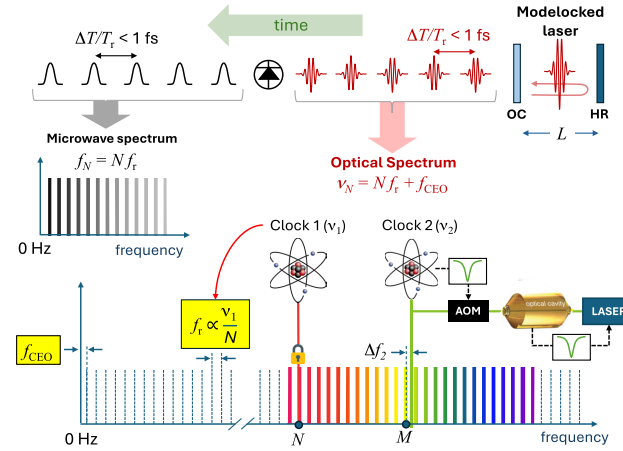 time
ΔT/Tr < 1 fs
ΔT/Tr < 1 fs
Modelocked
laser
OC
HR
L
Microwave spectrum
fN = Nfr
0 Hz
frequency
Optical Spectrum
νN = Nfr + fCEO
Clock 1 (ν1)
Clock 2 (ν2)
fr ∝ ν1/N
fCEO
Δf2
AOM
optical cavity
LASER
0 Hz
N
M
frequency